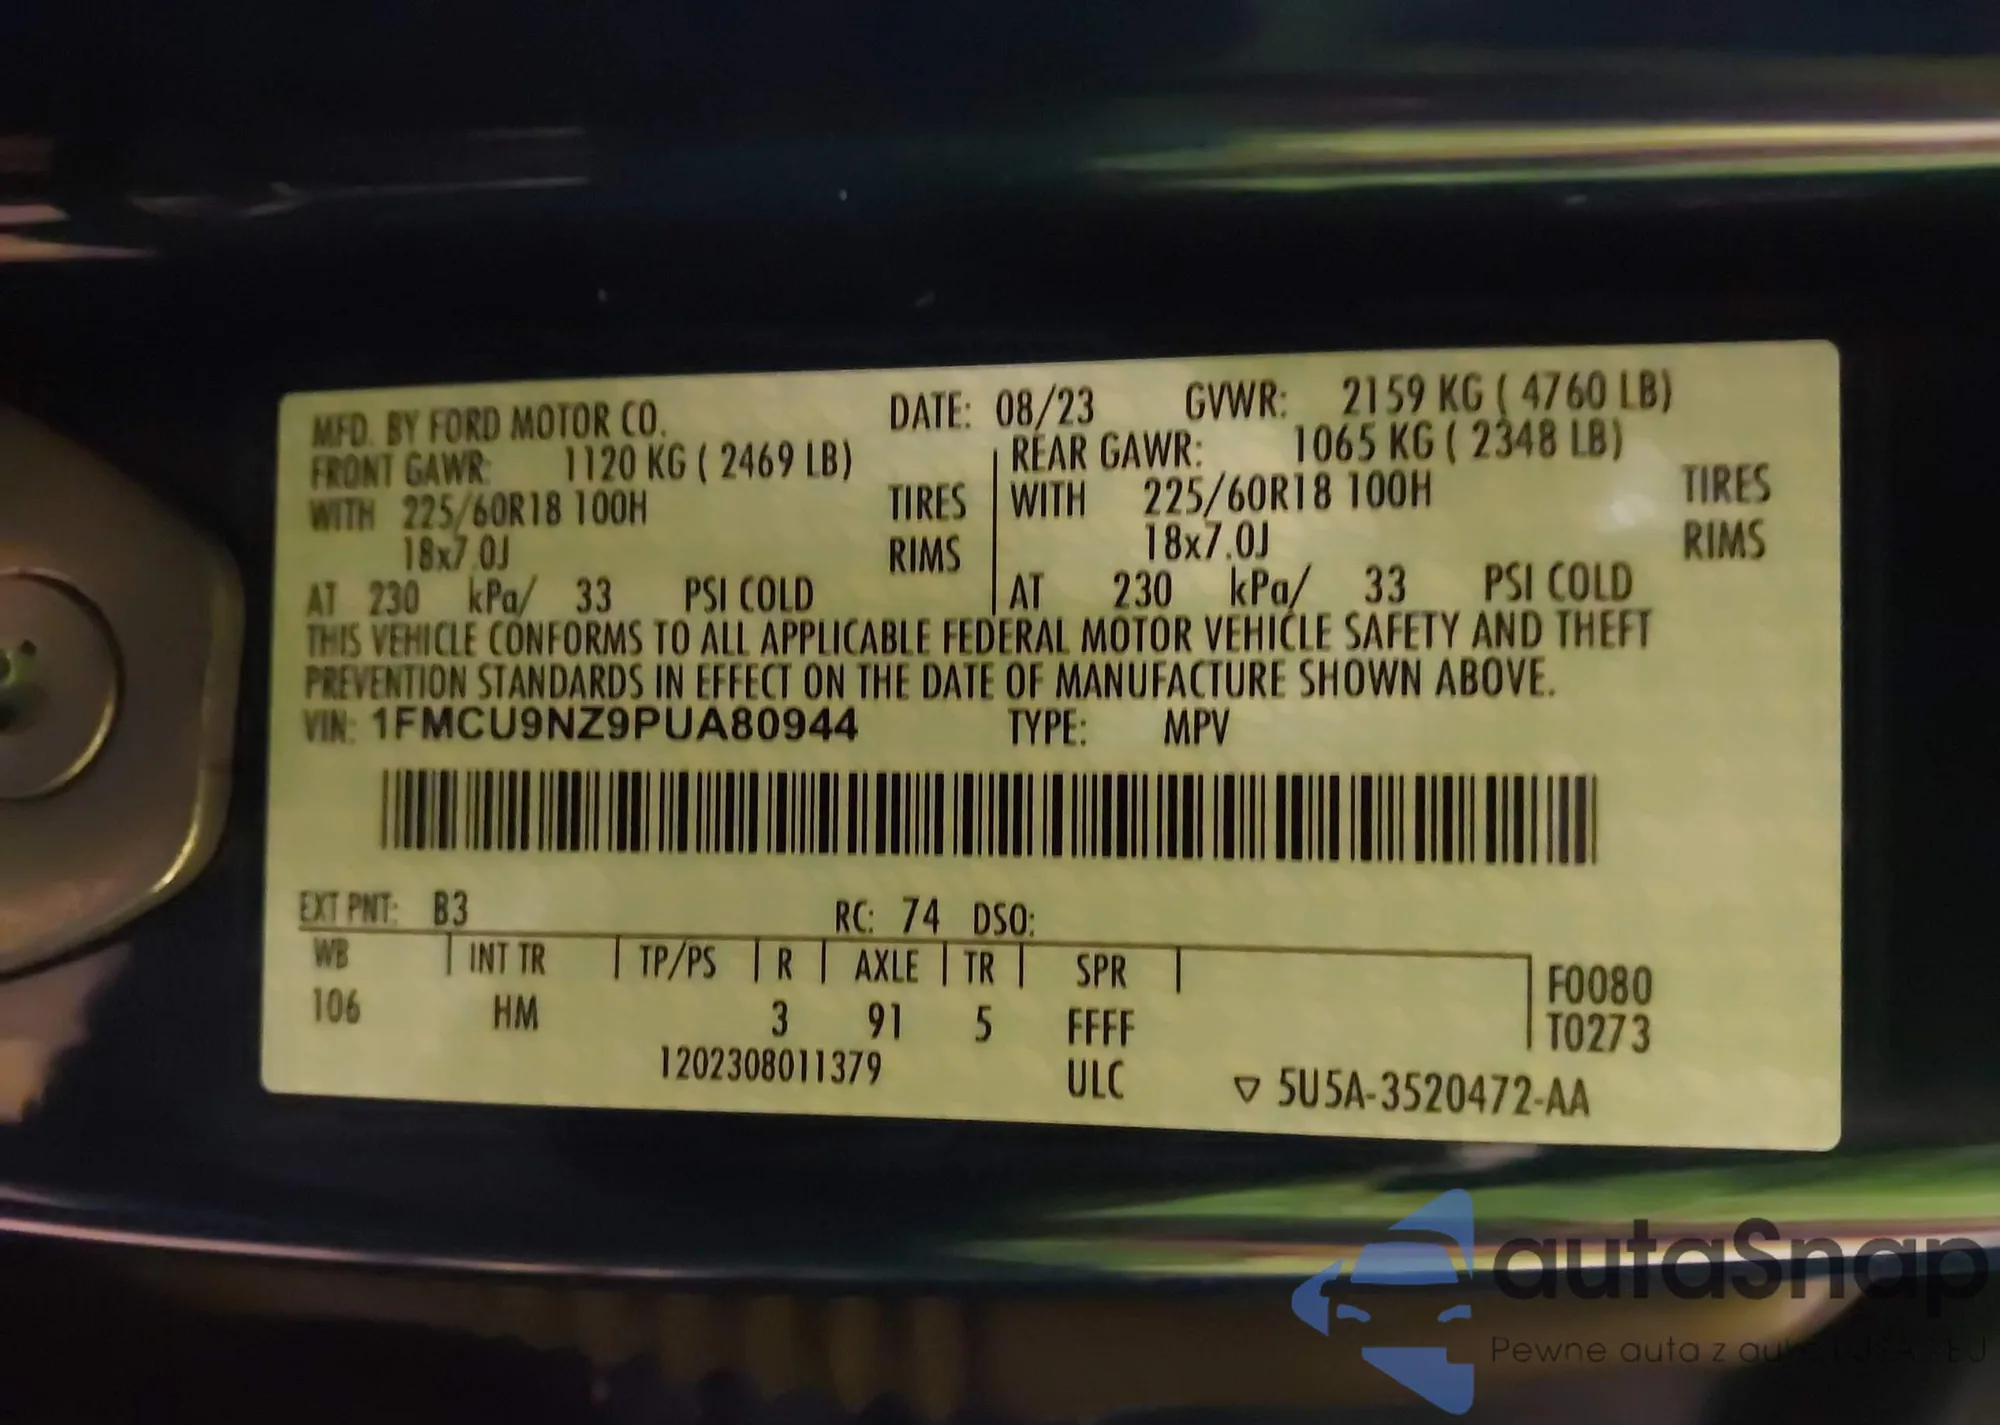 MFD. BY FORD MOTOR CO. DATE: 08/23 GVWR: 2159 KG ( 4760 LB)
FRONT GAWR: 1120 KG ( 2469 LB) REAR GAWR: 1065 KG ( 2348 LB)
WITH 225/60R18 100H TIRES WITH 225/60R18 100H TIRES
18x7.0J RIMS 18x7.0J RIMS
AT 230 kPa/ 33 PSI COLD AT 230 kPa/ 33 PSI COLD
THIS VEHICLE CONFORMS TO ALL APPLICABLE FEDERAL MOTOR VEHICLE SAFETY AND THEFT
PREVENTION STANDARDS IN EFFECT ON THE DATE OF MANUFACTURE SHOWN ABOVE.
VIN: 1FMCU9NZ9PUA80944 TYPE: MPV
EXT PNT: B3 RC: 74 DSO:
WB INT TR TP/PS R AXLE TR SPR F0080
106 HM 3 91 5 FFFF T0273
1202308011379 ULC ▽ 5U5A-3520472-AA
autaSnap
Pewne auta z